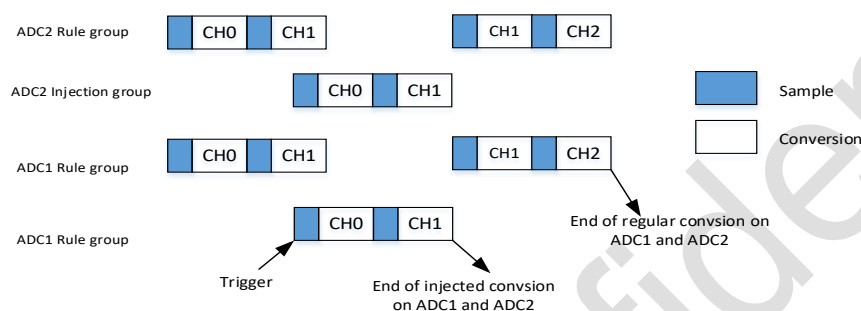 ADC2 Rule group
CH0
CH1
CH1
CH2
ADC2 Injection group
CH0
CH1
Sample
ADC1 Rule group
CH0
CH1
CH1
CH2
Conversion
ADC1 Rule group
CH0
CH1
End of regular convsion on
ADC1 and ADC2
Trigger
End of injected convsion
on ADC1 and ADC2